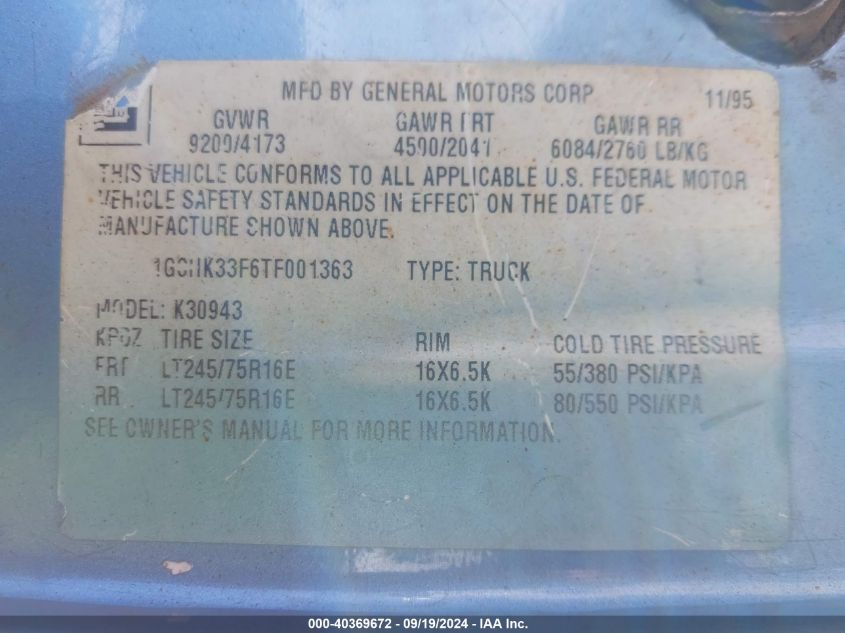 MFD BY GENERAL MOTORS CORP 11/95
GVWR GAWR FRT GAWR RR
9200/4173 4500/2041 6084/2760 LB/KG
THIS VEHICLE CONFORMS TO ALL APPLICABLE U.S. FEDERAL MOTOR
VEHICLE SAFETY STANDARDS IN EFFECT ON THE DATE OF
MANUFACTURE SHOWN ABOVE.
1GCHK33F6TF001363 TYPE: TRUCK
MODEL: K30943
TIRE SIZE RIM COLD TIRE PRESSURE
FRT LT245/75R16E 16X6.5K 55/380 PSI/KPA
RR LT245/75R16E 16X6.5K 80/550 PSI/KPA
SEE OWNER'S MANUAL FOR MORE INFORMATION.
000-40369672 - 09/19/2024 - IAA Inc.